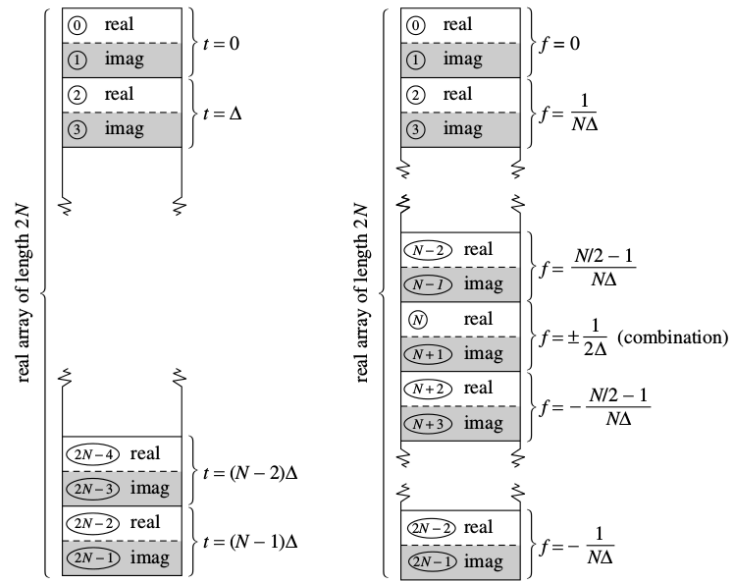 real array of length 2N
0 real
1 imag
t = 0
2 real
3 imag
t = Δ
2N − 4 real
2N − 3 imag
t = (N − 2)Δ
2N − 2 real
2N − 1 imag
t = (N − 1)Δ
real array of length 2N
0 real
1 imag
f = 0
2 real
3 imag
f = 1/NΔ
N − 2 real
N − 1 imag
f = N/2 − 1/NΔ
N real
N + 1 imag
f = ± 1/2Δ (combination)
N + 2 real
N + 3 imag
f = − N/2 − 1/NΔ
2N − 2 real
2N − 1 imag
f = − 1/NΔ